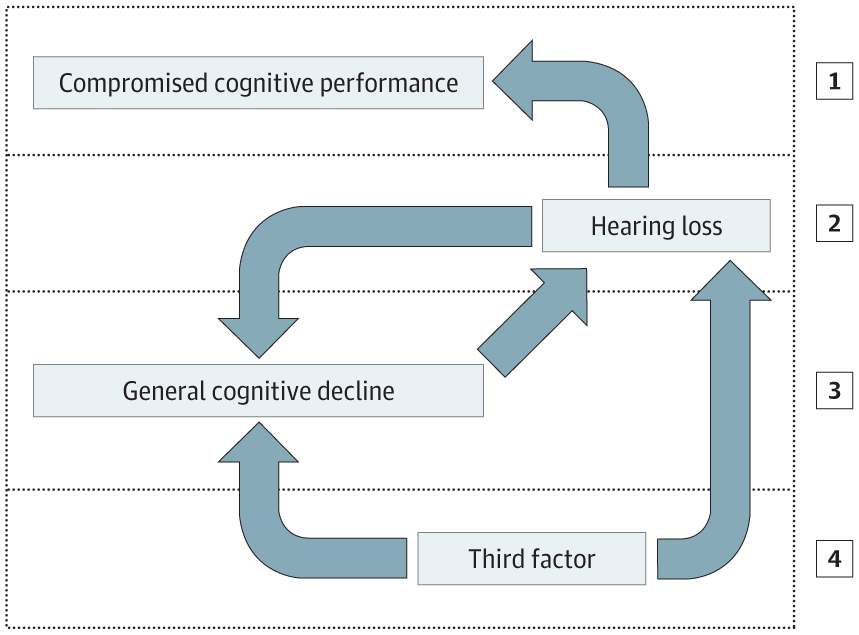 Compromised cognitive performance
1
Hearing loss
2
General cognitive decline
3
Third factor
4